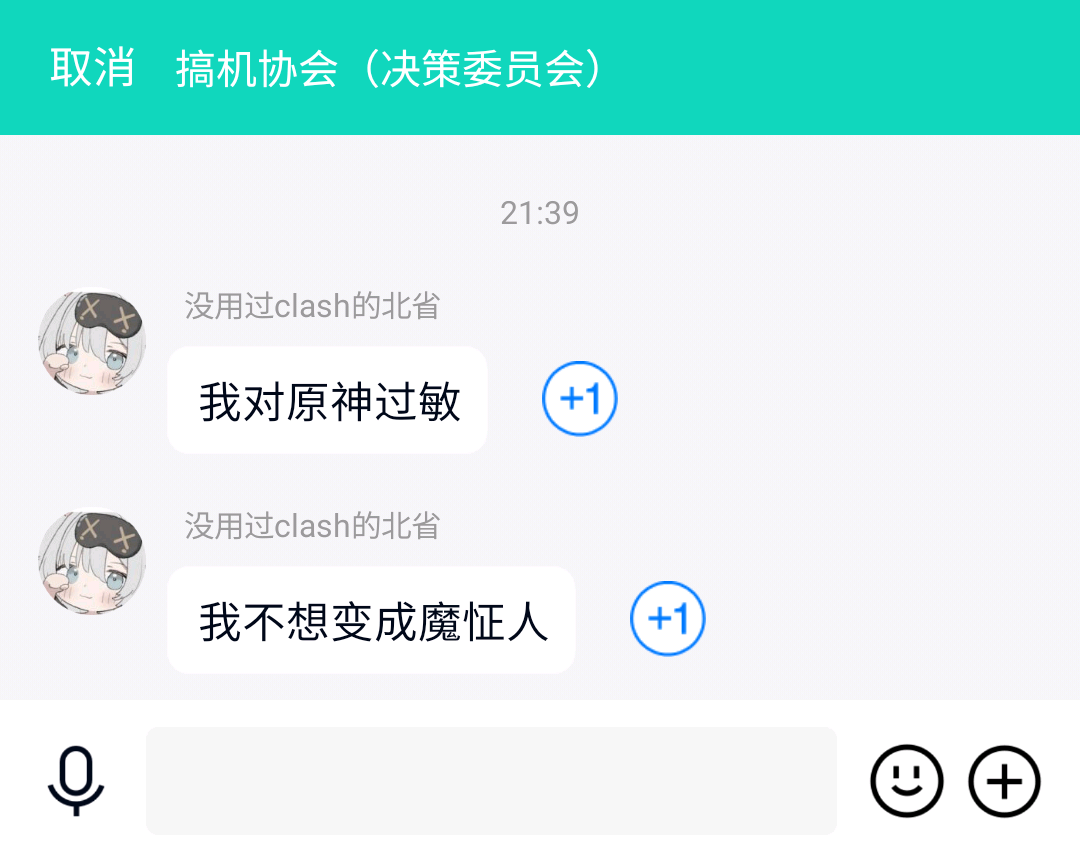 取消 搞机协会（决策委员会）
21:39
没用过clash的北省
我对原神过敏
+1
没用过clash的北省
我不想变成魔怔人
+1